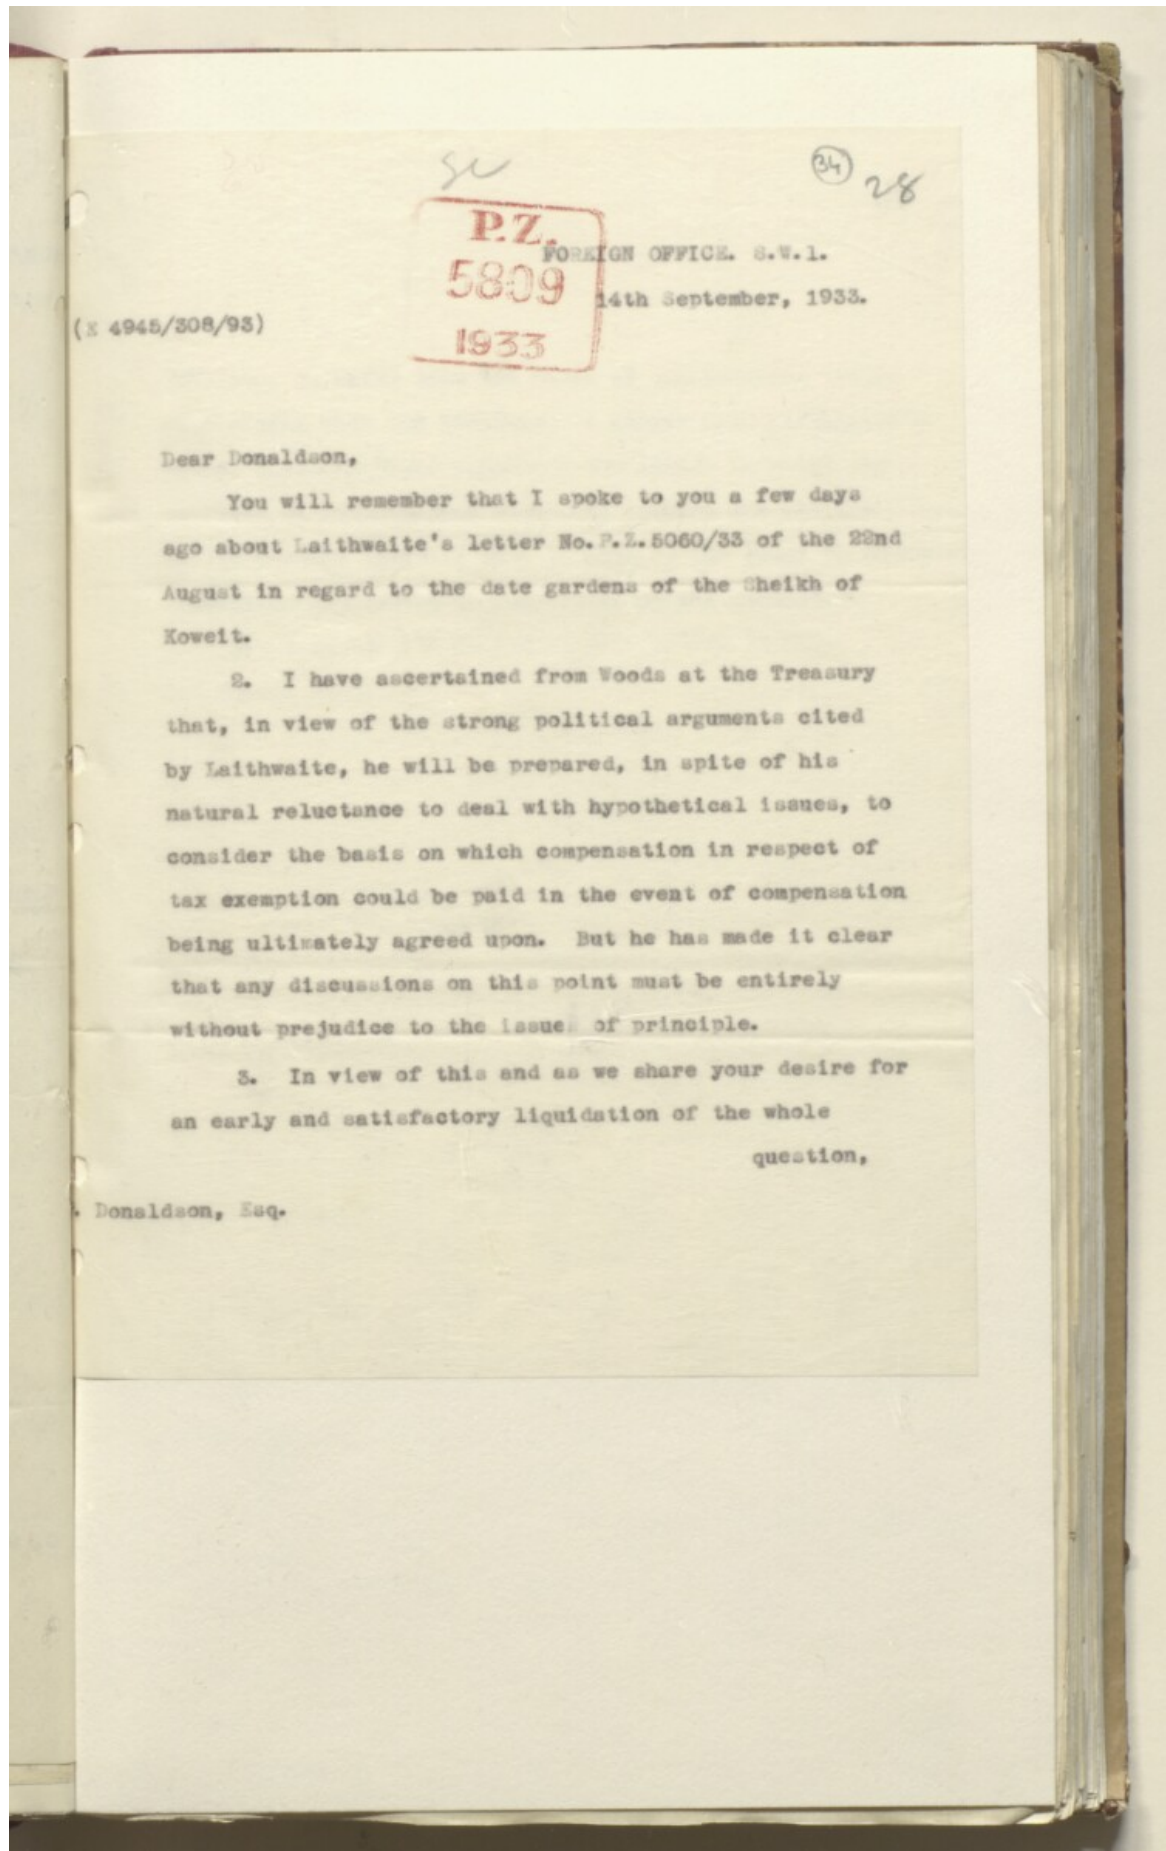 34
28
P.Z.
5809
1933
FOREIGN OFFICE. S.W.1.
14th September, 1933.
(E 4945/308/93)
Dear Donaldson,
You will remember that I spoke to you a few days
ago about Laithwaite's letter No.P.Z.5060/33 of the 22nd
August in regard to the date gardens of the Sheikh of
Koweit.
2. I have ascertained from Woods at the Treasury
that, in view of the strong political arguments cited
by Laithwaite, he will be prepared, in spite of his
natural reluctance to deal with hypothetical issues, to
consider the basis on which compensation in respect of
tax exemption could be paid in the event of compensation
being ultimately agreed upon. But he has made it clear
that any discussions on this point must be entirely
without prejudice to the issue of principle.
3. In view of this and as we share your desire for
an early and satisfactory liquidation of the whole
question,
. Donaldson, Esq.